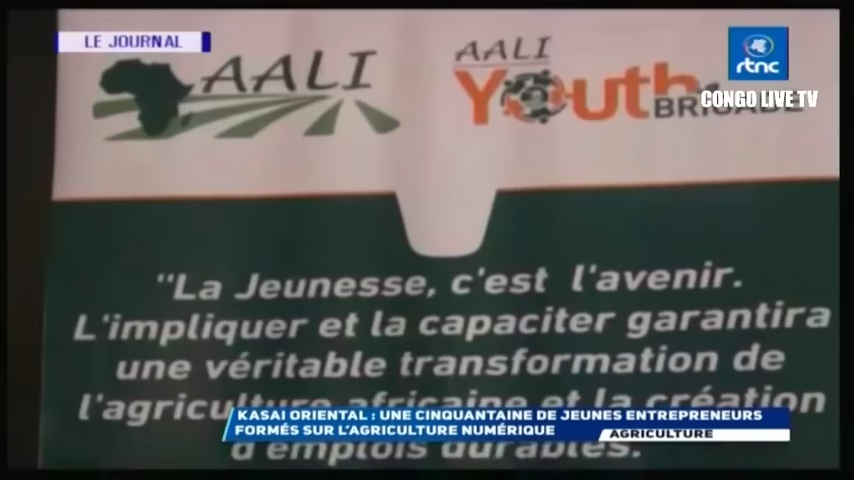 LE JOURNAL
AALI
AALI
Youth
BRIGADE
rtnc
CONGO LIVE TV
"La Jeunesse, c'est l'avenir.
L'impliquer et la capaciter garantira
une véritable transformation de
l'agriculture africaine et la création
d'emplois durables."
KASAI ORIENTAL : UNE CINQUANTAINE DE JEUNES ENTREPRENEURS
FORMÉS SUR L'AGRICULTURE NUMÉRIQUE
AGRICULTURE